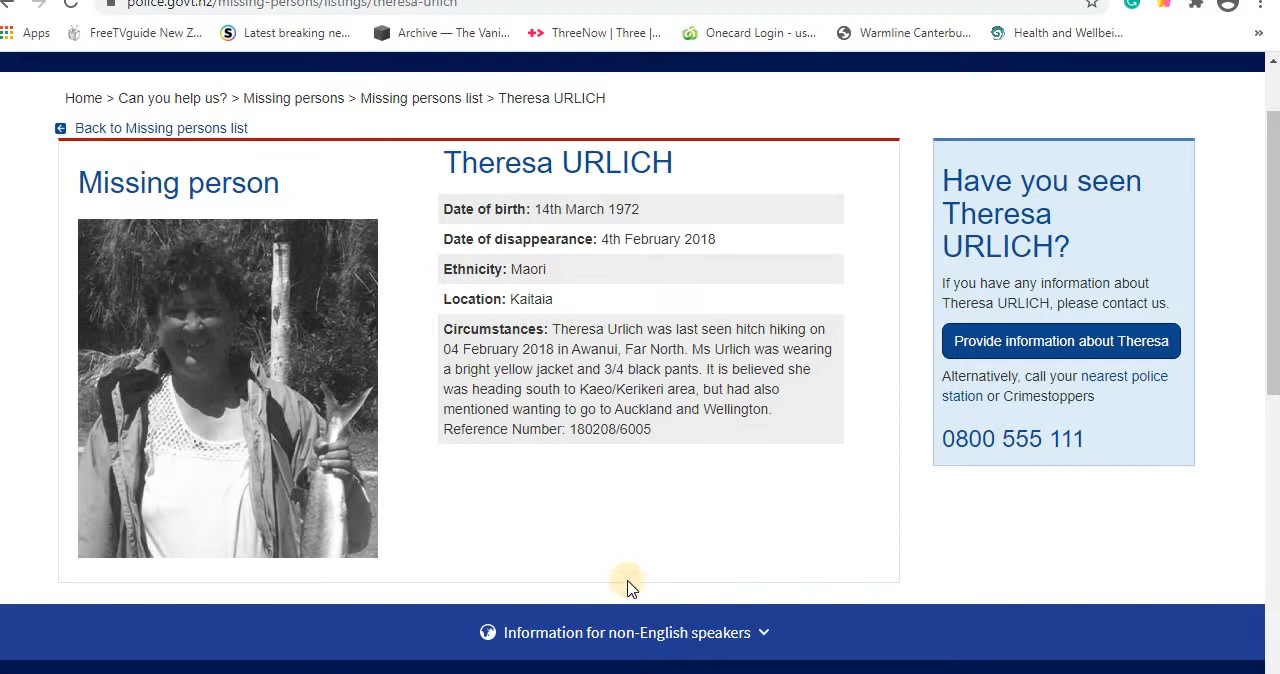 police.govt.nz/missing-persons/listings/theresa-urlich
Apps
FreeTVguide New Z...
Latest breaking ne...
Archive — The Vani...
ThreeNow | Three |...
Onecard Login - us...
Warmline Canterbu...
Health and Wellbei...
»
Home > Can you help us? > Missing persons > Missing persons list > Theresa URLICH
Back to Missing persons list
Missing person
Theresa URLICH
Date of birth: 14th March 1972
Date of disappearance: 4th February 2018
Ethnicity: Maori
Location: Kaitaia
Circumstances: Theresa Urlich was last seen hitch hiking on
04 February 2018 in Awanui, Far North. Ms Urlich was wearing
a bright yellow jacket and 3/4 black pants. It is believed she
was heading south to Kaeo/Kerikeri area, but had also
mentioned wanting to go to Auckland and Wellington.
Reference Number: 180208/6005
Have you seen
Theresa
URLICH?
If you have any information about
Theresa URLICH, please contact us.
Provide information about Theresa
Alternatively, call your nearest police
station or Crimestoppers
0800 555 111
Information for non-English speakers